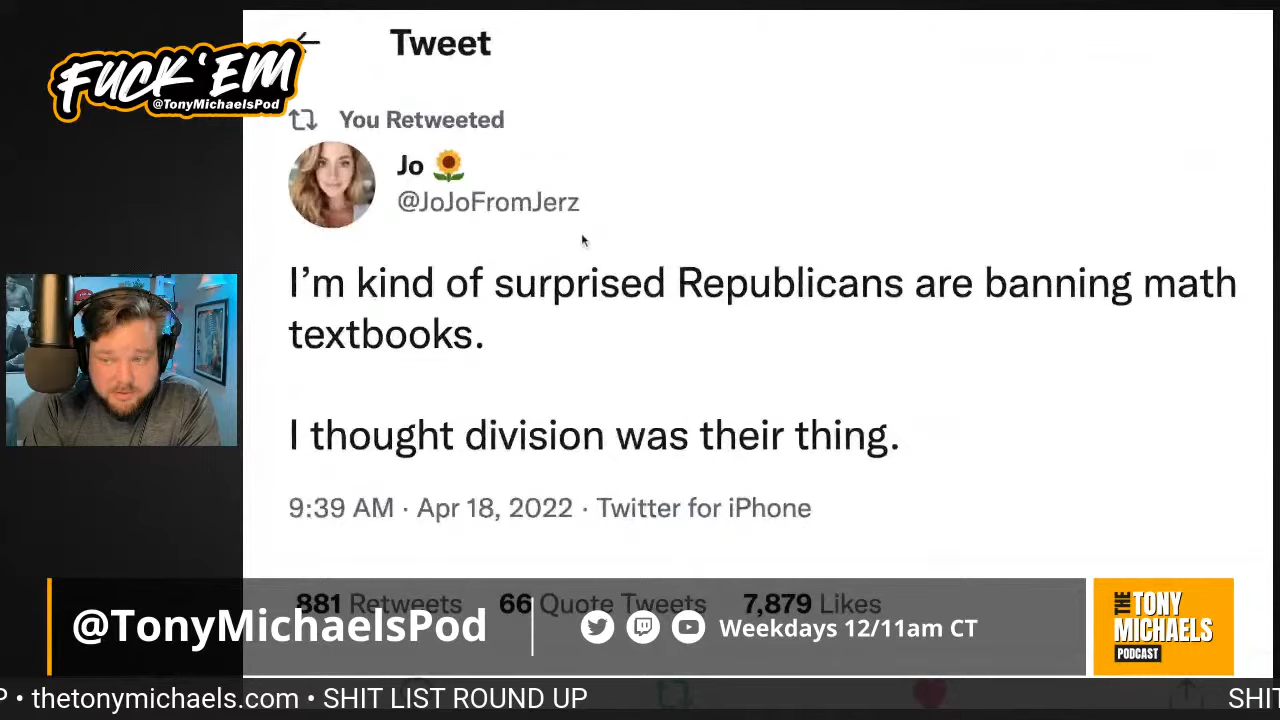 FUCK 'EM
@TonyMichaelsPod
Tweet
You Retweeted
Jo 🌻
@JoJoFromJerz
I'm kind of surprised Republicans are banning math
textbooks.
I thought division was their thing.
9:39 AM · Apr 18, 2022 · Twitter for iPhone
881 Retweets 66 Quote Tweets 7,879 Likes
@TonyMichaelsPod
Weekdays 12/11am CT
THE TONY
MICHAELS
PODCAST
P • thetonymichaels.com • SHIT LIST ROUND UP SHIT